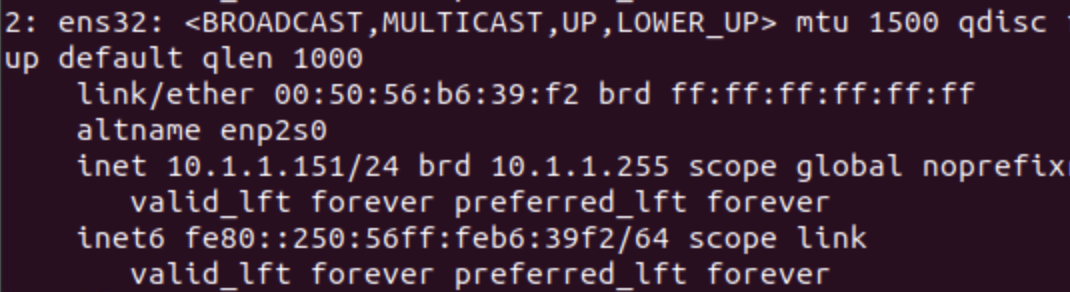 2: ens32: <BROADCAST,MULTICAST,UP,LOWER_UP> mtu 1500 qdisc
up default qlen 1000
link/ether 00:50:56:b6:39:f2 brd ff:ff:ff:ff:ff:ff
altname enp2s0
inet 10.1.1.151/24 brd 10.1.1.255 scope global noprefix
valid_lft forever preferred_lft forever
inet6 fe80::250:56ff:feb6:39f2/64 scope link
valid_lft forever preferred_lft forever